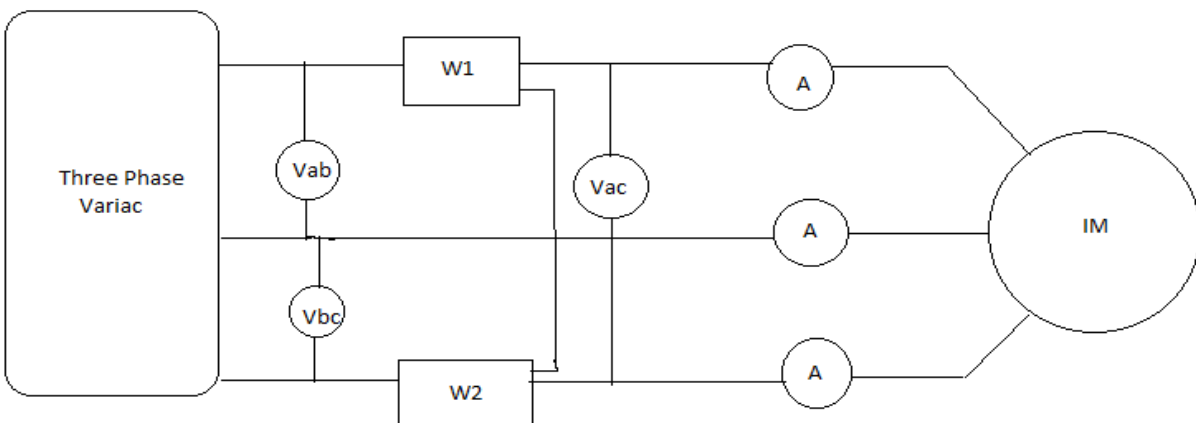 W1
A
Vab
Vac
Three Phase
Variac
A
IM
Vbc
A
W2